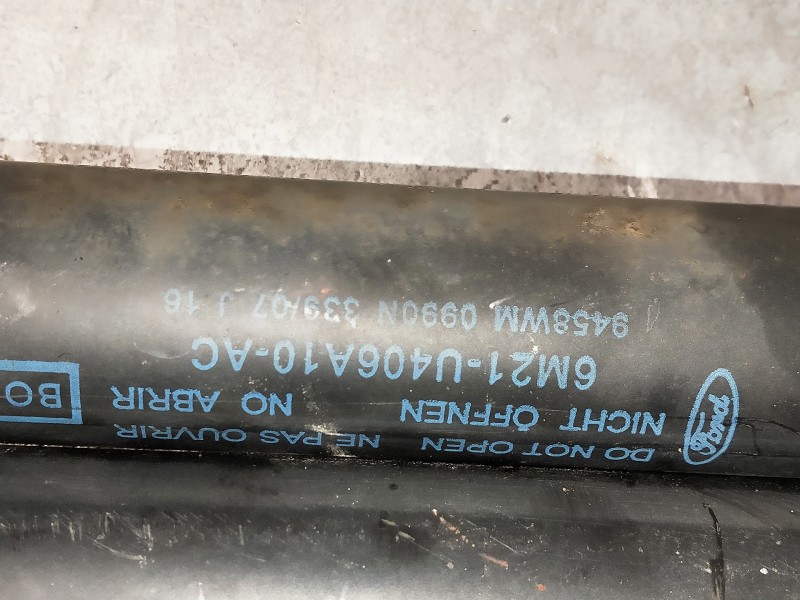 DO NOT OPEN NE PAS OUVRIR
Ford
NICHT ÖFFNEN NO ABRIR
6M21-U406A10-AC
9458WM 0990N 339/07 J 16